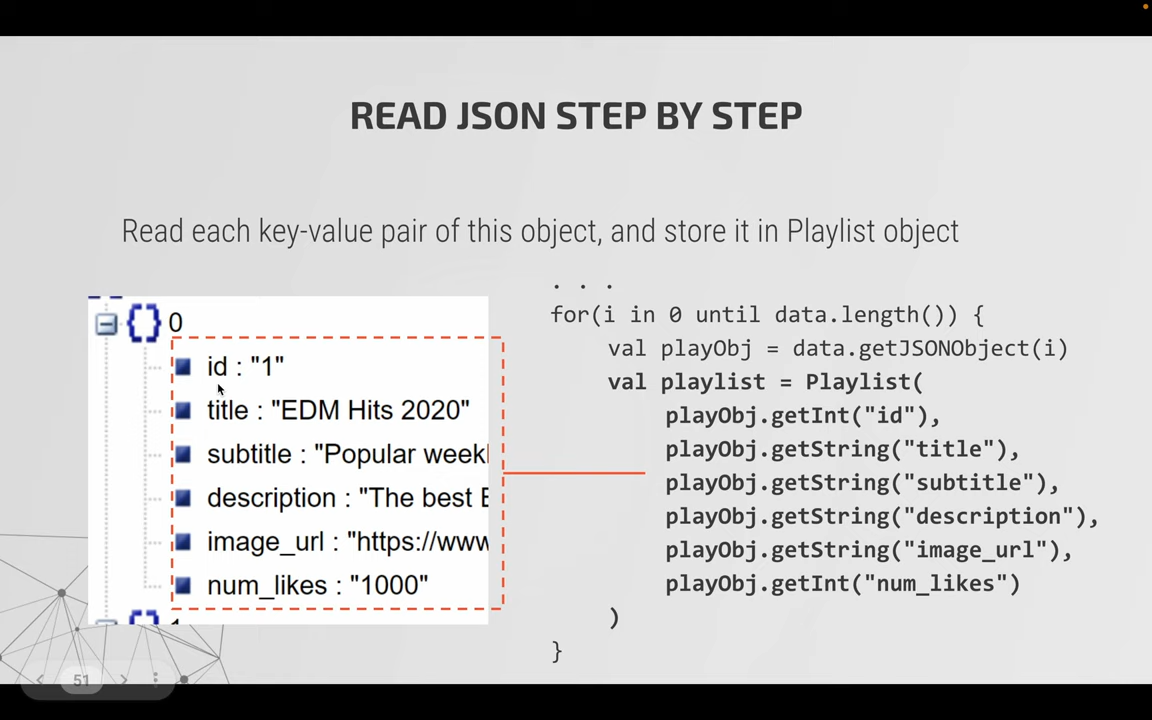 READ JSON STEP BY STEP
Read each key-value pair of this object, and store it in Playlist object
0
id : "1"
title : "EDM Hits 2020"
subtitle : "Popular weekl
description : "The best E
image_url : "https://www
num_likes : "1000"
. . .
for(i in 0 until data.length()) {
val playObj = data.getJSONObject(i)
val playlist = Playlist(
playObj.getInt("id"),
playObj.getString("title"),
playObj.getString("subtitle"),
playObj.getString("description"),
playObj.getString("image_url"),
playObj.getInt("num_likes")
)
}
51